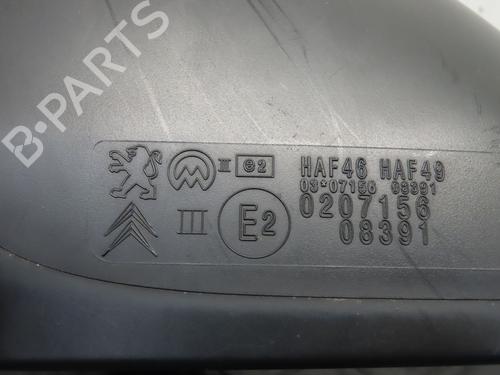 B-PARTS
II e2 HAF46 HAF49
03*07156 08391
III E2 0207156
08391